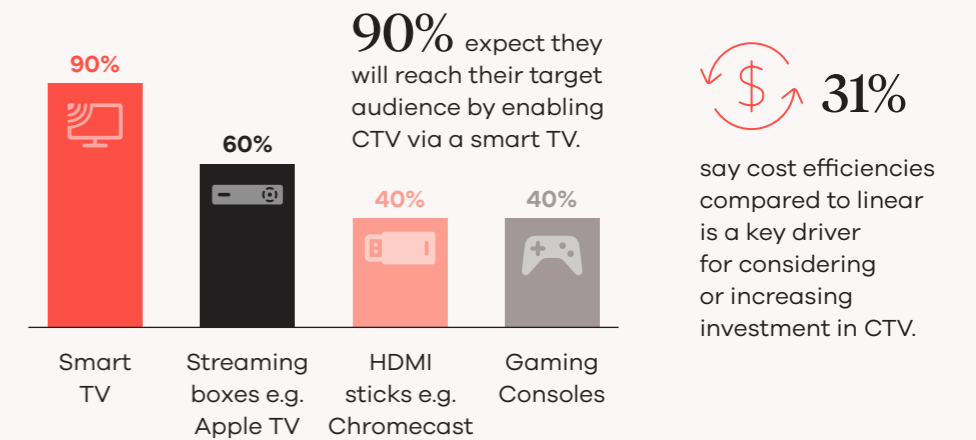 90%
60%
40%
40%
Smart
TV
Streaming
boxes e.g.
Apple TV
HDMI
sticks e.g.
Chromecast
Gaming
Consoles
90% expect they
will reach their target
audience by enabling
CTV via a smart TV.
$
31%
say cost efficiencies
compared to linear
is a key driver
for considering
or increasing
investment in CTV.